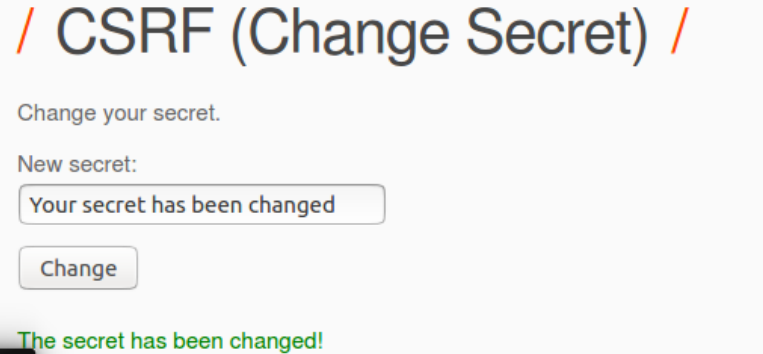 / CSRF (Change Secret) /
Change your secret.
New secret:
Your secret has been changed
Change
The secret has been changed!